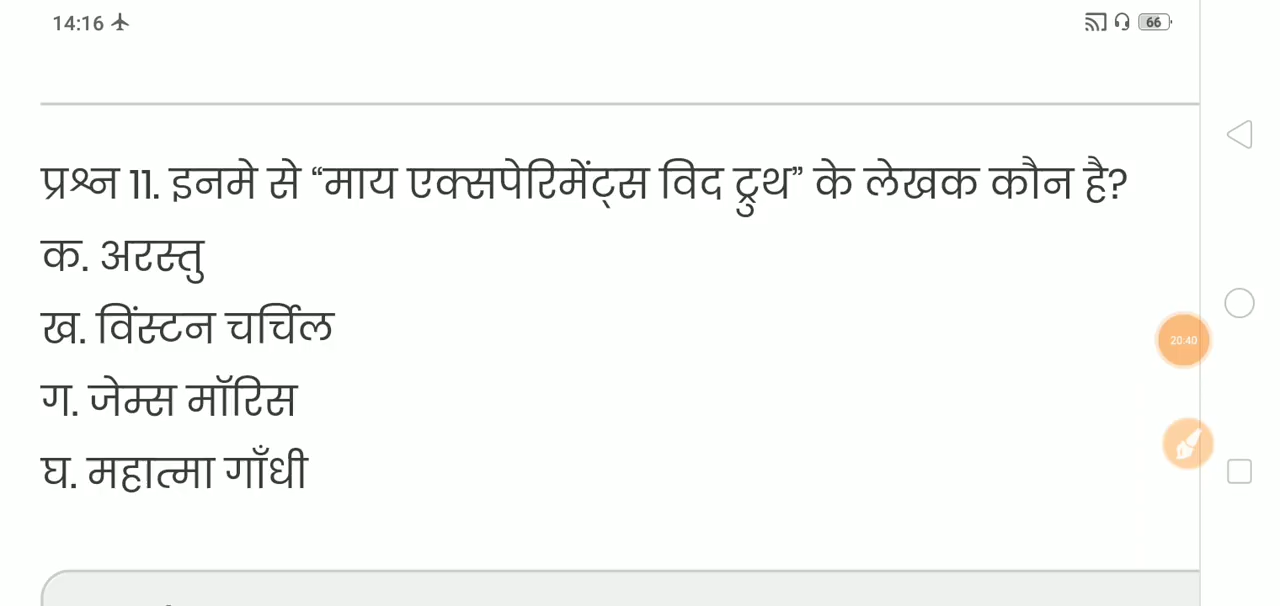 14:16
66
प्रश्न 11. इनमे से “माय एक्सपेरिमेंट्स विद ट्रुथ” के लेखक कौन है?
क. अरस्तु
ख. विंस्टन चर्चिल
20:40
ग. जेम्स मॉरिस
घ. महात्मा गाँधी